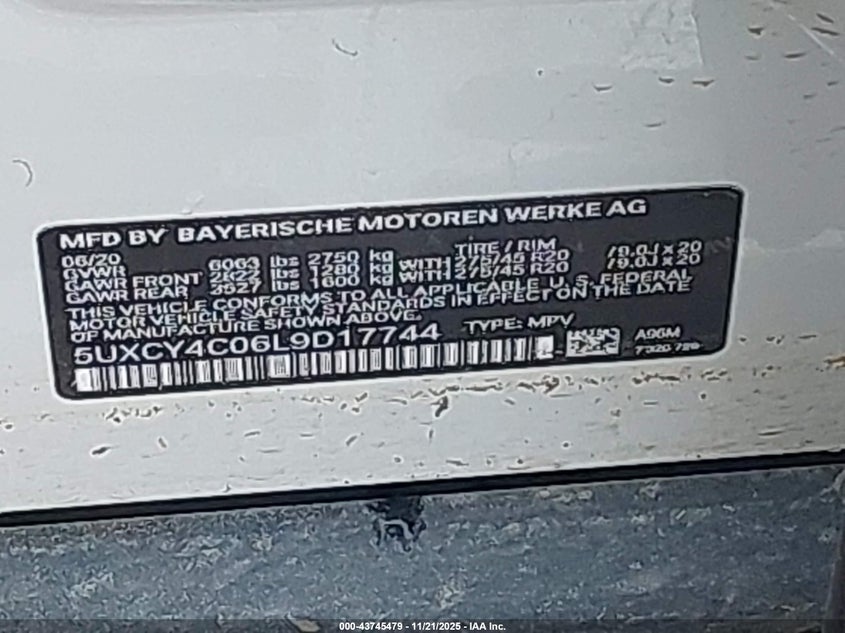 MFD BY BAYERISCHE MOTOREN WERKE AG
06/20 TIRE / RIM
GVWR 6063 lbs 2750 kg
GAWR FRONT 2822 lbs 1280 kg WITH 275/45 R20 /9.0J x 20
GAWR REAR 3527 lbs 1600 kg WITH 275/45 R20 /9.0J x 20
THIS VEHICLE CONFORMS TO ALL APPLICABLE U. S. FEDERAL
MOTOR VEHICLE SAFETY STANDARDS IN EFFECT ON THE DATE
OF MANUFACTURE SHOWN ABOVE.
5UXCY4C06L9D17744 TYPE: MPV
A96M
000-43745479 - 11/21/2025 - IAA Inc.